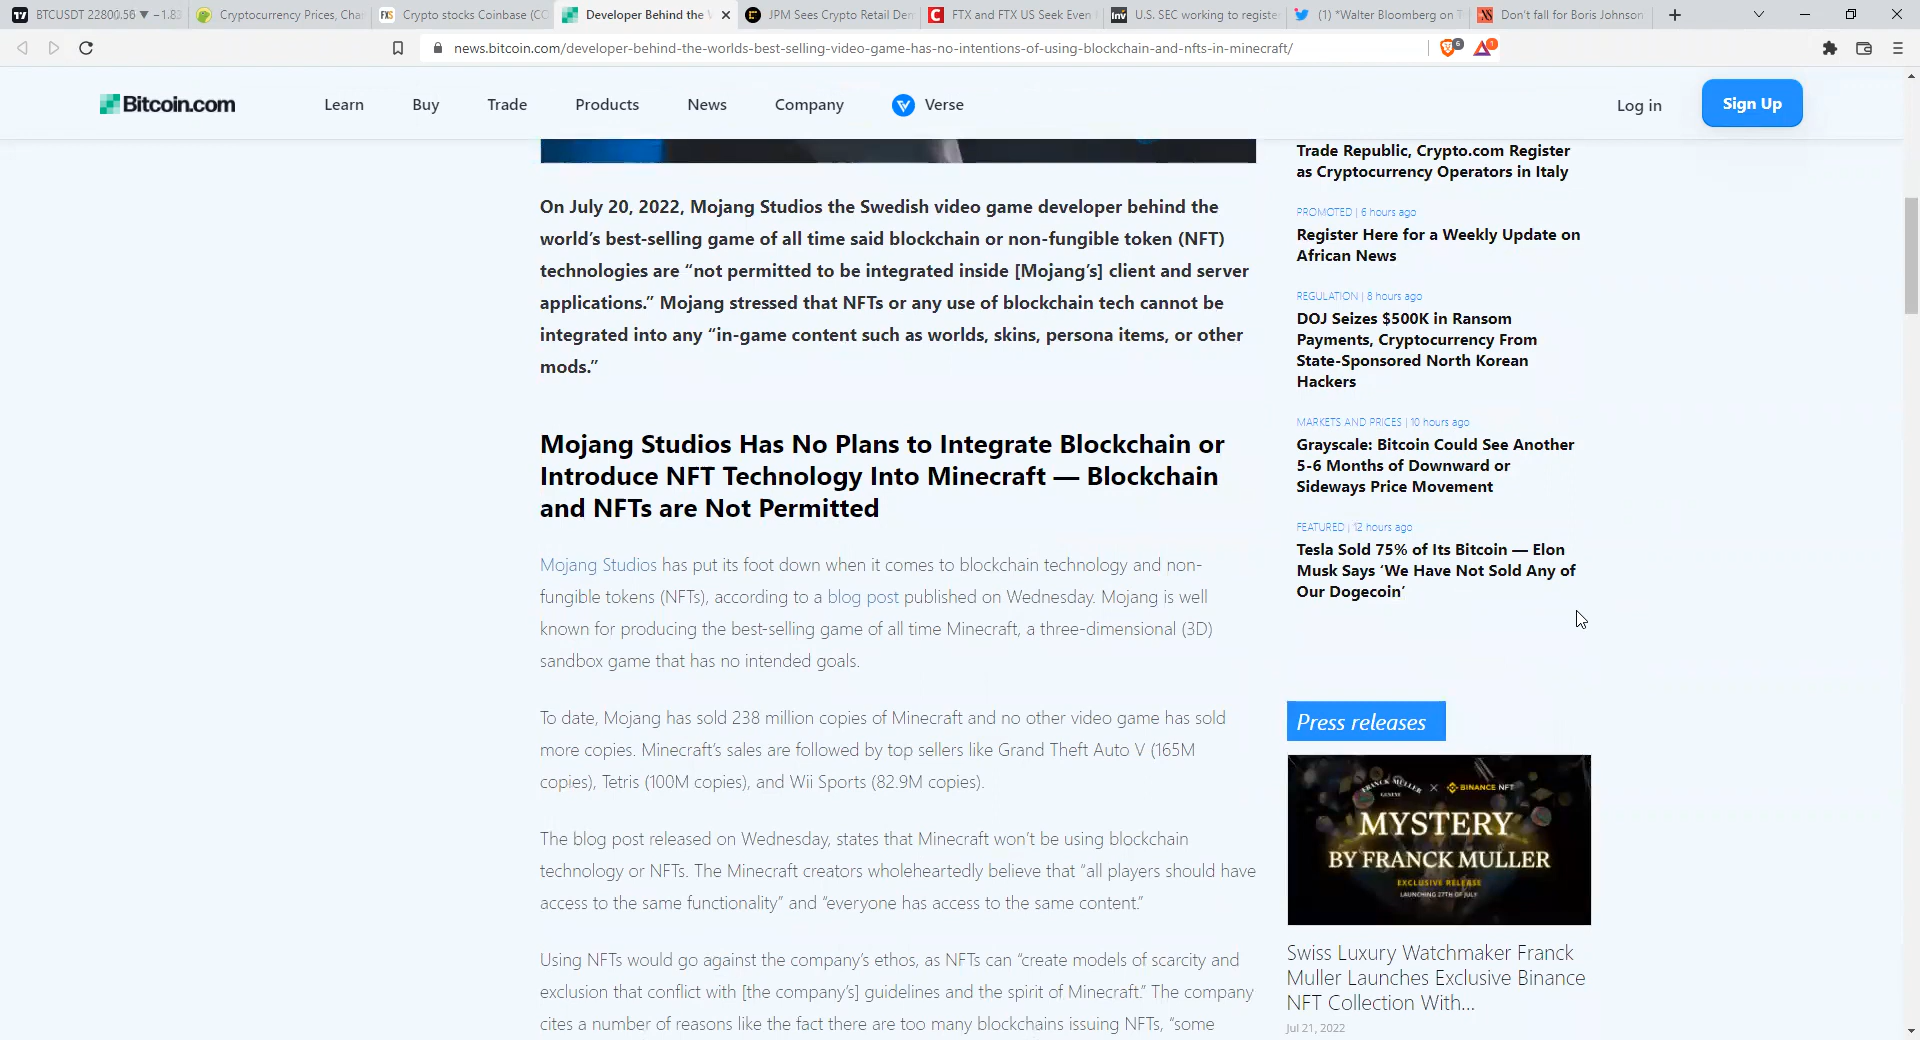 BTCUSDT 22800.56 ▼ −1.83
Cryptocurrency Prices, Cha
Crypto stocks Coinbase (CO
Developer Behind the
JPM Sees Crypto Retail De
FTX and FTX US Seek Even
U.S. SEC working to registe
(1) *Walter Bloomberg on T
Don't fall for Boris Johnson
news.bitcoin.com/developer-behind-the-worlds-best-selling-video-game-has-no-intentions-of-using-blockchain-and-nfts-in-minecraft/
6
1
Bitcoin.com
Learn
Buy
Trade
Products
News
Company
Verse
Log in
Sign Up
On July 20, 2022, Mojang Studios the Swedish video game developer behind the
world's best-selling game of all time said blockchain or non-fungible token (NFT)
technologies are “not permitted to be integrated inside [Mojang's] client and server
applications.” Mojang stressed that NFTs or any use of blockchain tech cannot be
integrated into any “in-game content such as worlds, skins, persona items, or other
mods.”
Mojang Studios Has No Plans to Integrate Blockchain or
Introduce NFT Technology Into Minecraft — Blockchain
and NFTs are Not Permitted
Mojang Studios has put its foot down when it comes to blockchain technology and non-
fungible tokens (NFTs), according to a blog post published on Wednesday. Mojang is well
known for producing the best-selling game of all time Minecraft, a three-dimensional (3D)
sandbox game that has no intended goals.
To date, Mojang has sold 238 million copies of Minecraft and no other video game has sold
more copies. Minecraft's sales are followed by top sellers like Grand Theft Auto V (165M
copies), Tetris (100M copies), and Wii Sports (82.9M copies).
The blog post released on Wednesday, states that Minecraft won't be using blockchain
technology or NFTs. The Minecraft creators wholeheartedly believe that “all players should have
access to the same functionality” and “everyone has access to the same content.”
Using NFTs would go against the company's ethos, as NFTs can “create models of scarcity and
exclusion that conflict with [the company's] guidelines and the spirit of Minecraft.” The company
cites a number of reasons like the fact there are too many blockchains issuing NFTs, “some
Trade Republic, Crypto.com Register
as Cryptocurrency Operators in Italy
PROMOTED | 6 hours ago
Register Here for a Weekly Update on
African News
REGULATION | 8 hours ago
DOJ Seizes $500K in Ransom
Payments, Cryptocurrency From
State-Sponsored North Korean
Hackers
MARKETS AND PRICES | 10 hours ago
Grayscale: Bitcoin Could See Another
5-6 Months of Downward or
Sideways Price Movement
FEATURED | 12 hours ago
Tesla Sold 75% of Its Bitcoin — Elon
Musk Says ‘We Have Not Sold Any of
Our Dogecoin’
Press releases
FRANCK MULLER
GENEVE
× BINANCE NFT
MYSTERY
BY FRANCK MULLER
EXCLUSIVE RELEASE
LAUNCHING 27TH OF JULY
Swiss Luxury Watchmaker Franck
Muller Launches Exclusive Binance
NFT Collection With...
Jul 21, 2022